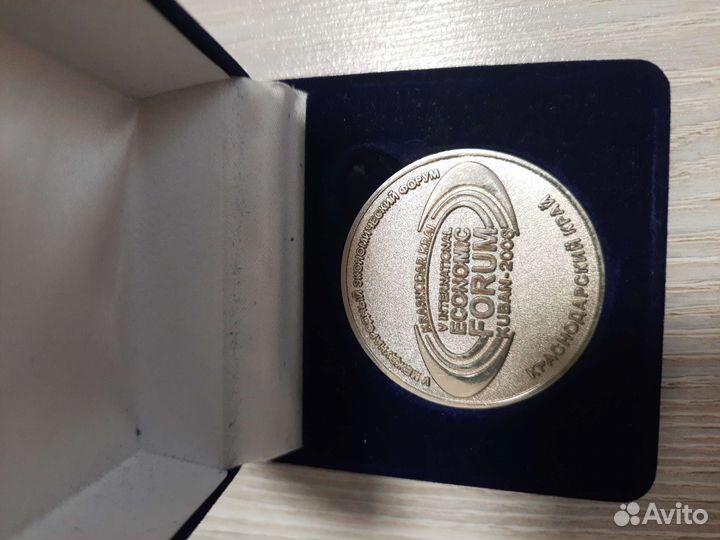 V МЕЖДУНАРОДНЫЙ ЭКОНОМИЧЕСКИЙ ФОРУМ
KRASNODAR KRAI
V INTERNATIONAL
ECONOMIC
FORUM
KUBAN-2006
КРАСНОДАРСКИЙ КРАЙ
Avito